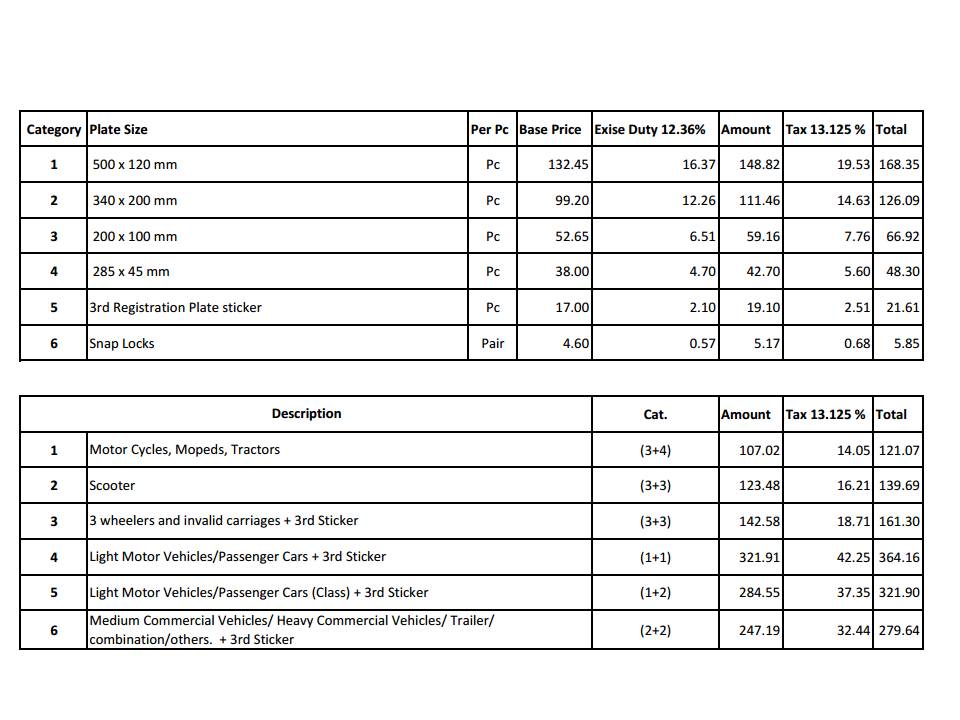 Category Plate Size Per Pc Base Price Exise Duty 12.36% Amount Tax 13.125 % Total
1 500 x 120 mm Pc 132.45 16.37 148.82 19.53 168.35
2 340 x 200 mm Pc 99.20 12.26 111.46 14.63 126.09
3 200 x 100 mm Pc 52.65 6.51 59.16 7.76 66.92
4 285 x 45 mm Pc 38.00 4.70 42.70 5.60 48.30
5 3rd Registration Plate sticker Pc 17.00 2.10 19.10 2.51 21.61
6 Snap Locks Pair 4.60 0.57 5.17 0.68 5.85
Description Cat. Amount Tax 13.125 % Total
1 Motor Cycles, Mopeds, Tractors (3+4) 107.02 14.05 121.07
2 Scooter (3+3) 123.48 16.21 139.69
3 3 wheelers and invalid carriages + 3rd Sticker (3+3) 142.58 18.71 161.30
4 Light Motor Vehicles/Passenger Cars + 3rd Sticker (1+1) 321.91 42.25 364.16
5 Light Motor Vehicles/Passenger Cars (Class) + 3rd Sticker (1+2) 284.55 37.35 321.90
6 Medium Commercial Vehicles/ Heavy Commercial Vehicles/ Trailer/
combination/others. + 3rd Sticker (2+2) 247.19 32.44 279.64